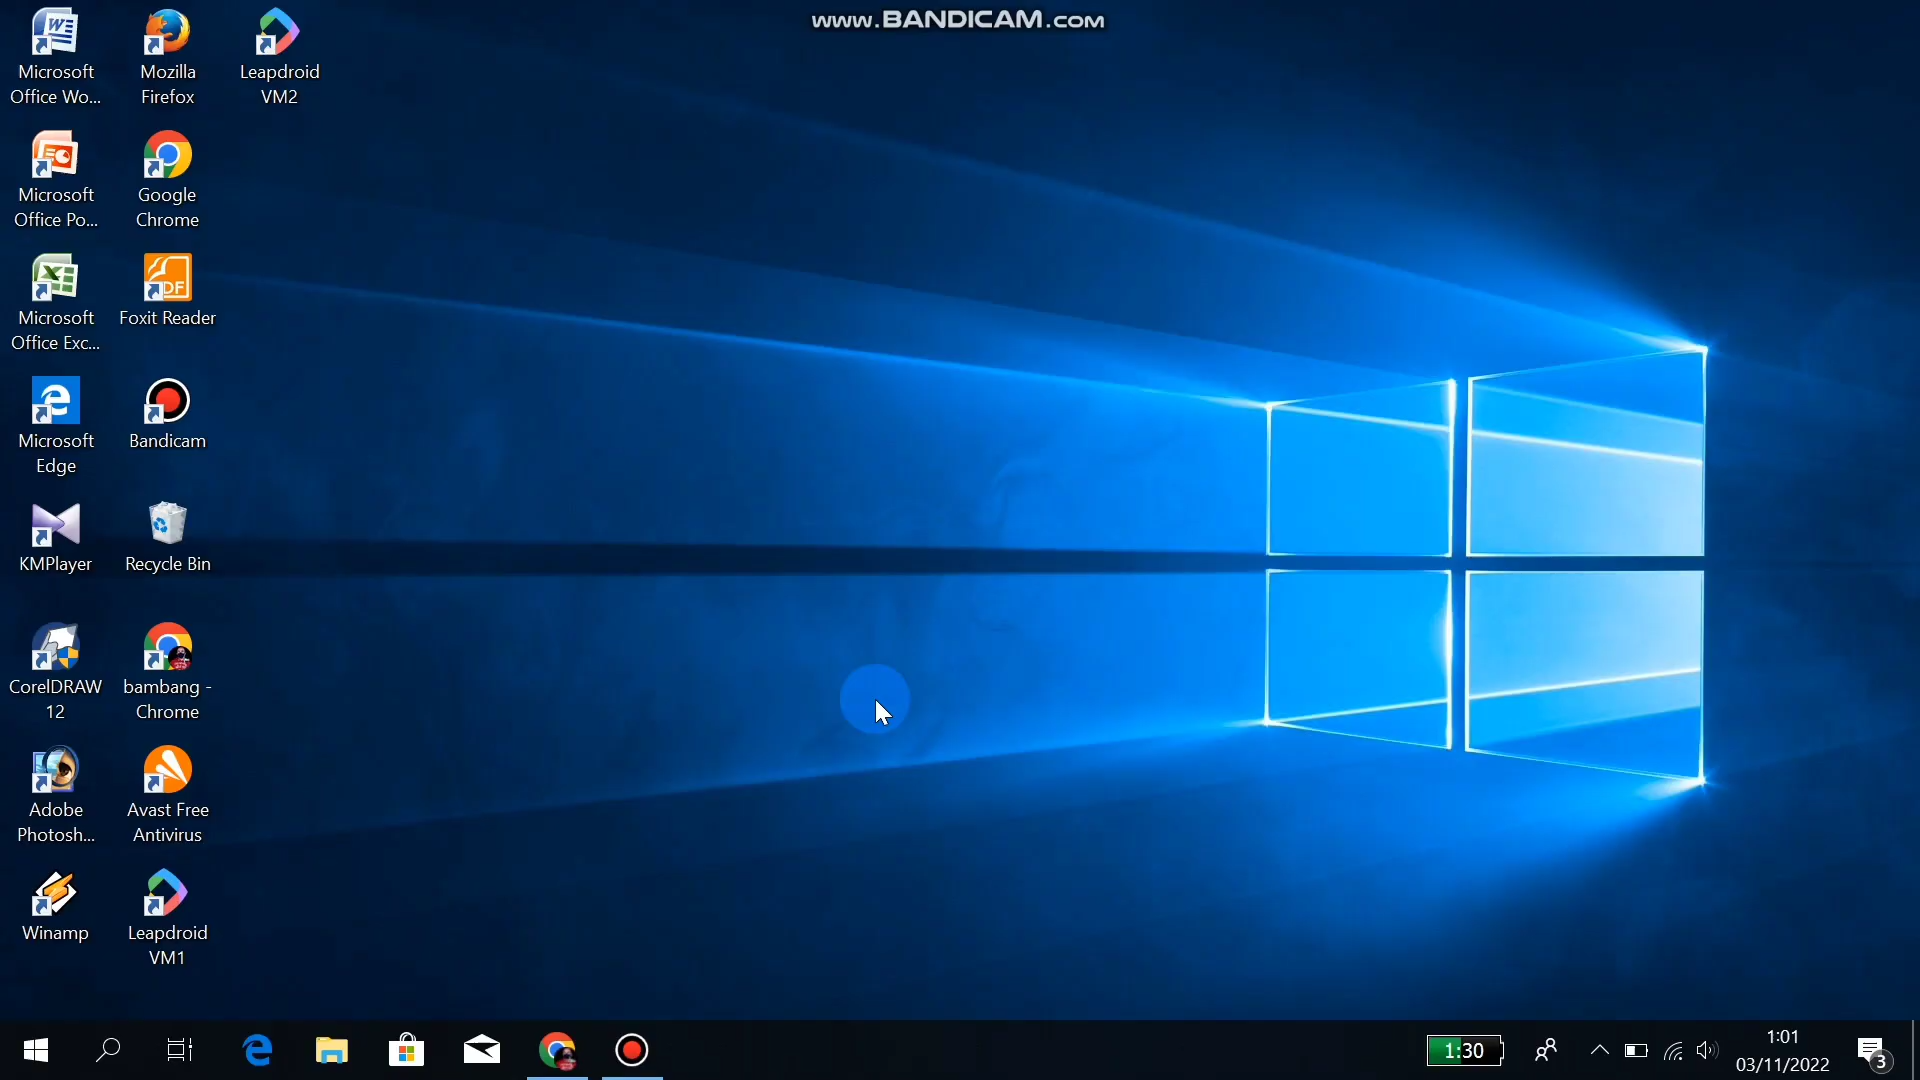 www.BANDICAM.com
Microsoft
Office Wo...
Mozilla
Firefox
Leapdroid
VM2
Microsoft
Office Po...
Google
Chrome
Microsoft
Office Exc...
Foxit Reader
Microsoft
Edge
Bandicam
KMPlayer
Recycle Bin
CorelDRAW
12
bambang -
Chrome
Adobe
Photosh...
Avast Free
Antivirus
Winamp
Leapdroid
VM1
1:30
1:01
03/11/2022
3